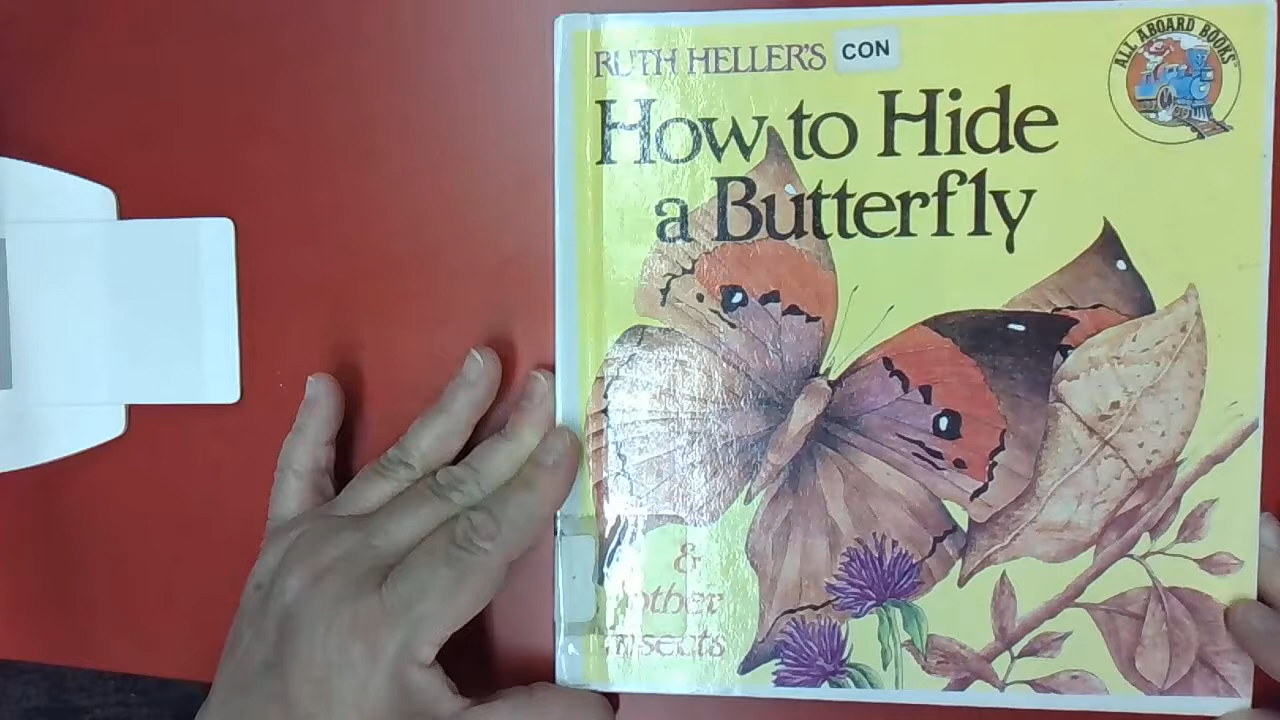 RUTH HELLER'S
CON
How to Hide
a Butterfly
ALL ABOARD BOOKS
&
other
insects